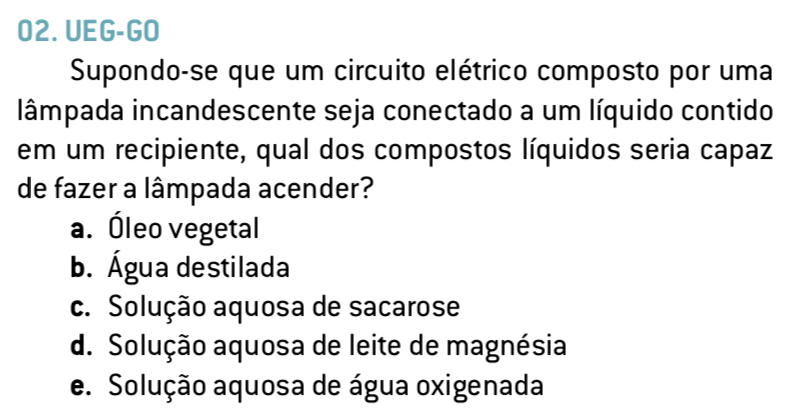 02. UEG-GO
Supondo-se que um circuito elétrico composto por uma
lâmpada incandescente seja conectado a um líquido contido
em um recipiente, qual dos compostos líquidos seria capaz
de fazer a lâmpada acender?
a. Óleo vegetal
b. Água destilada
c. Solução aquosa de sacarose
d. Solução aquosa de leite de magnésia
e. Solução aquosa de água oxigenada